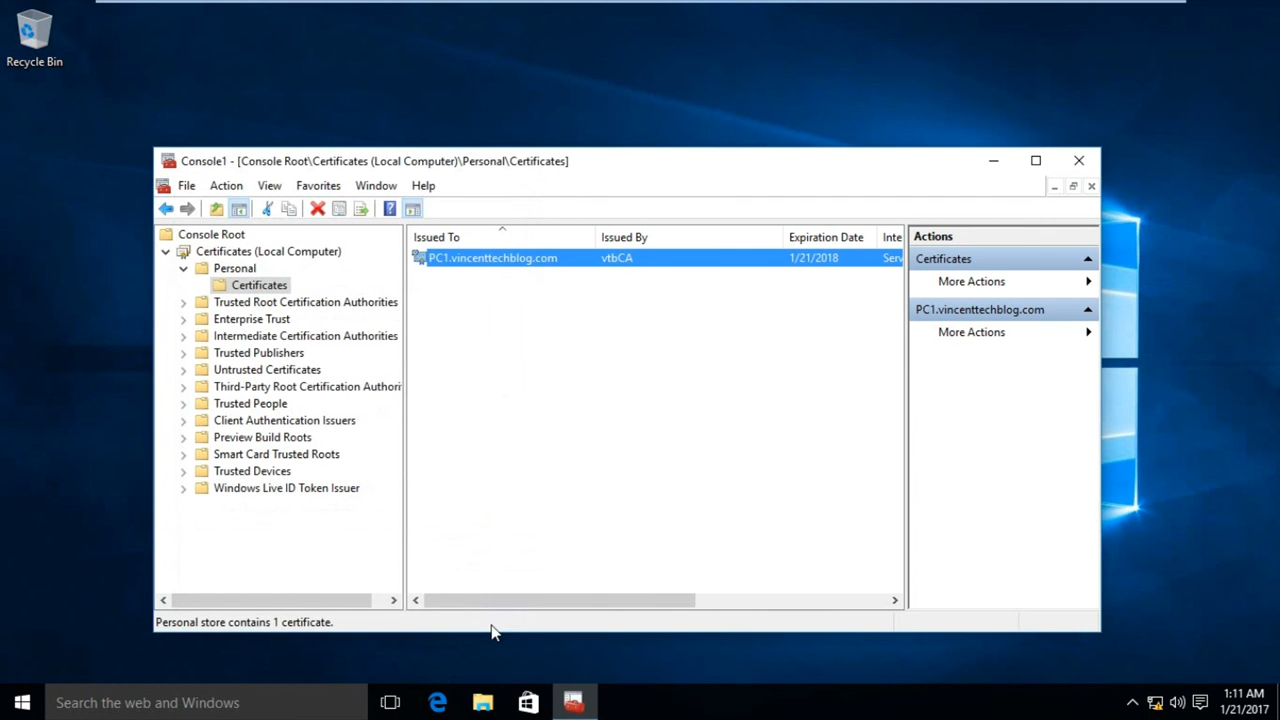 Recycle Bin
Console1 - [Console Root\Certificates (Local Computer)\Personal\Certificates]
File Action View Favorites Window Help
Console Root
Certificates (Local Computer)
Personal
Certificates
Trusted Root Certification Authorities
Enterprise Trust
Intermediate Certification Authorities
Trusted Publishers
Untrusted Certificates
Third-Party Root Certification Authori
Trusted People
Client Authentication Issuers
Preview Build Roots
Smart Card Trusted Roots
Trusted Devices
Windows Live ID Token Issuer
Issued To Issued By Expiration Date Inte
PC1.vincenttechblog.com vtbCA 1/21/2018 Serv
Actions
Certificates
More Actions
PC1.vincenttechblog.com
More Actions
Personal store contains 1 certificate.
Search the web and Windows
1:11 AM
1/21/2017